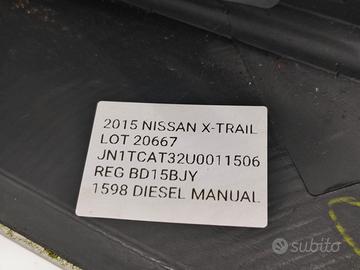 2015 NISSAN X-TRAIL
LOT 20667
JN1TCAT32U0011506
REG BD15BJY
1598 DIESEL MANUAL
subito